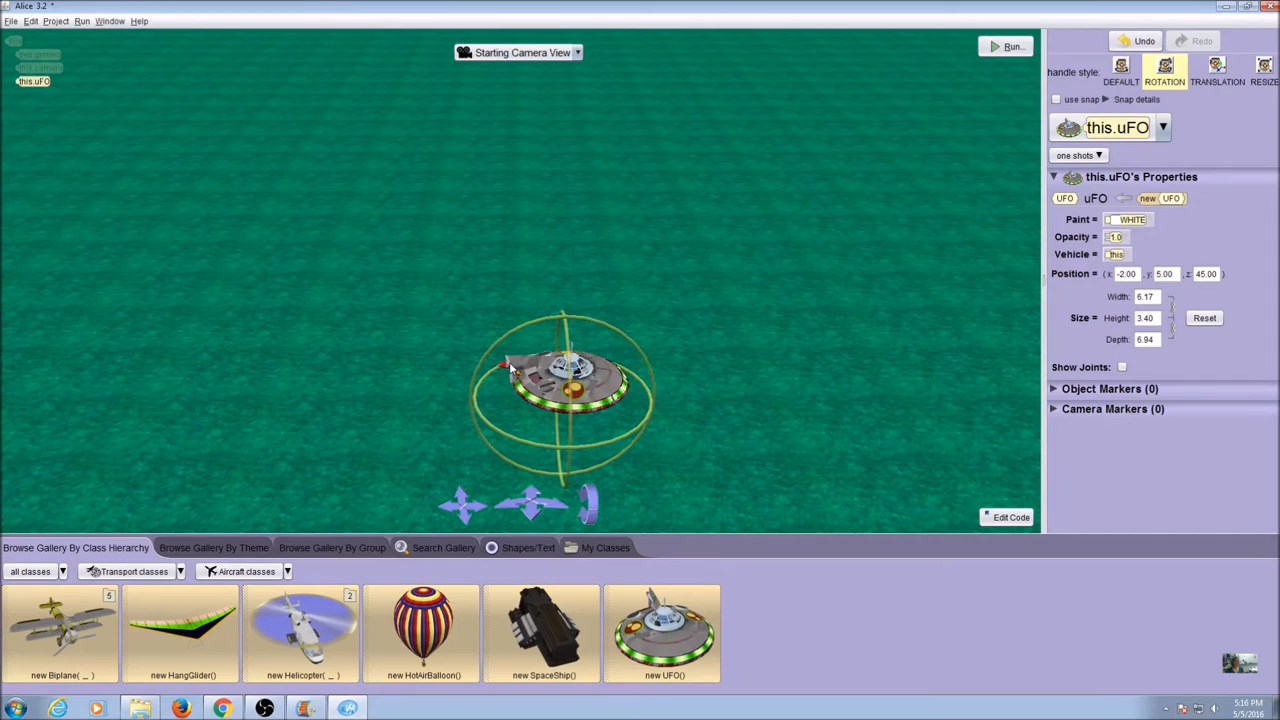 Alice 3.2 *
File Edit Project Run Window Help
this
this.ground
this.camera
this.uFO
Starting Camera View
Run...
Undo Redo
handle style:
DEFAULT ROTATION TRANSLATION RESIZE
use snap Snap details
this.uFO
one shots
this.uFO's Properties
UFO uFO new UFO
Paint = WHITE
Opacity = 1.0
Vehicle = this
Position = ( x: -2.00 , y: 5.00 , z: 45.00 )
Width: 6.17
Size = Height: 3.40 Reset
Depth: 6.94
Show Joints:
Object Markers (0)
Camera Markers (0)
Edit Code
Browse Gallery By Class Hierarchy Browse Gallery By Theme Browse Gallery By Group Search Gallery Shapes/Text My Classes
all classes Transport classes Aircraft classes
5
2
new Biplane( _ ) new HangGlider() new Helicopter( _ ) new HotAirBalloon() new SpaceShip() new UFO()
5:16 PM
5/5/2016